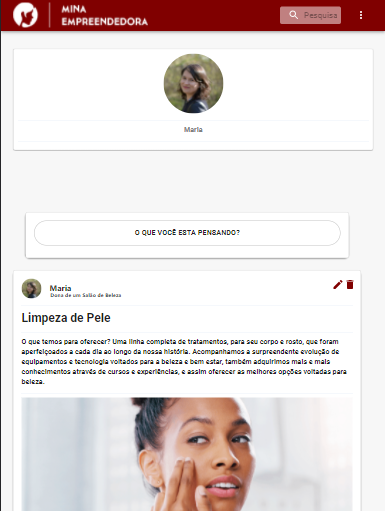 MINA
EMPREENDEDORA
Pesquisa
Maria
O QUE VOCÊ ESTA PENSANDO?
Maria
Dona de um Salão de Beleza
Limpeza de Pele
O que temos para oferecer? Uma linha completa de tratamentos, para seu corpo e rosto, que foram
aperfeiçoados a cada dia ao longo da nossa história. Acompanhamos a surpreendente evolução de
equipamentos e tecnologia voltados para a beleza e bem estar, também adquirimos mais e mais
conhecimentos através de cursos e experiências, e assim oferecer as melhores opções voltadas para
beleza.